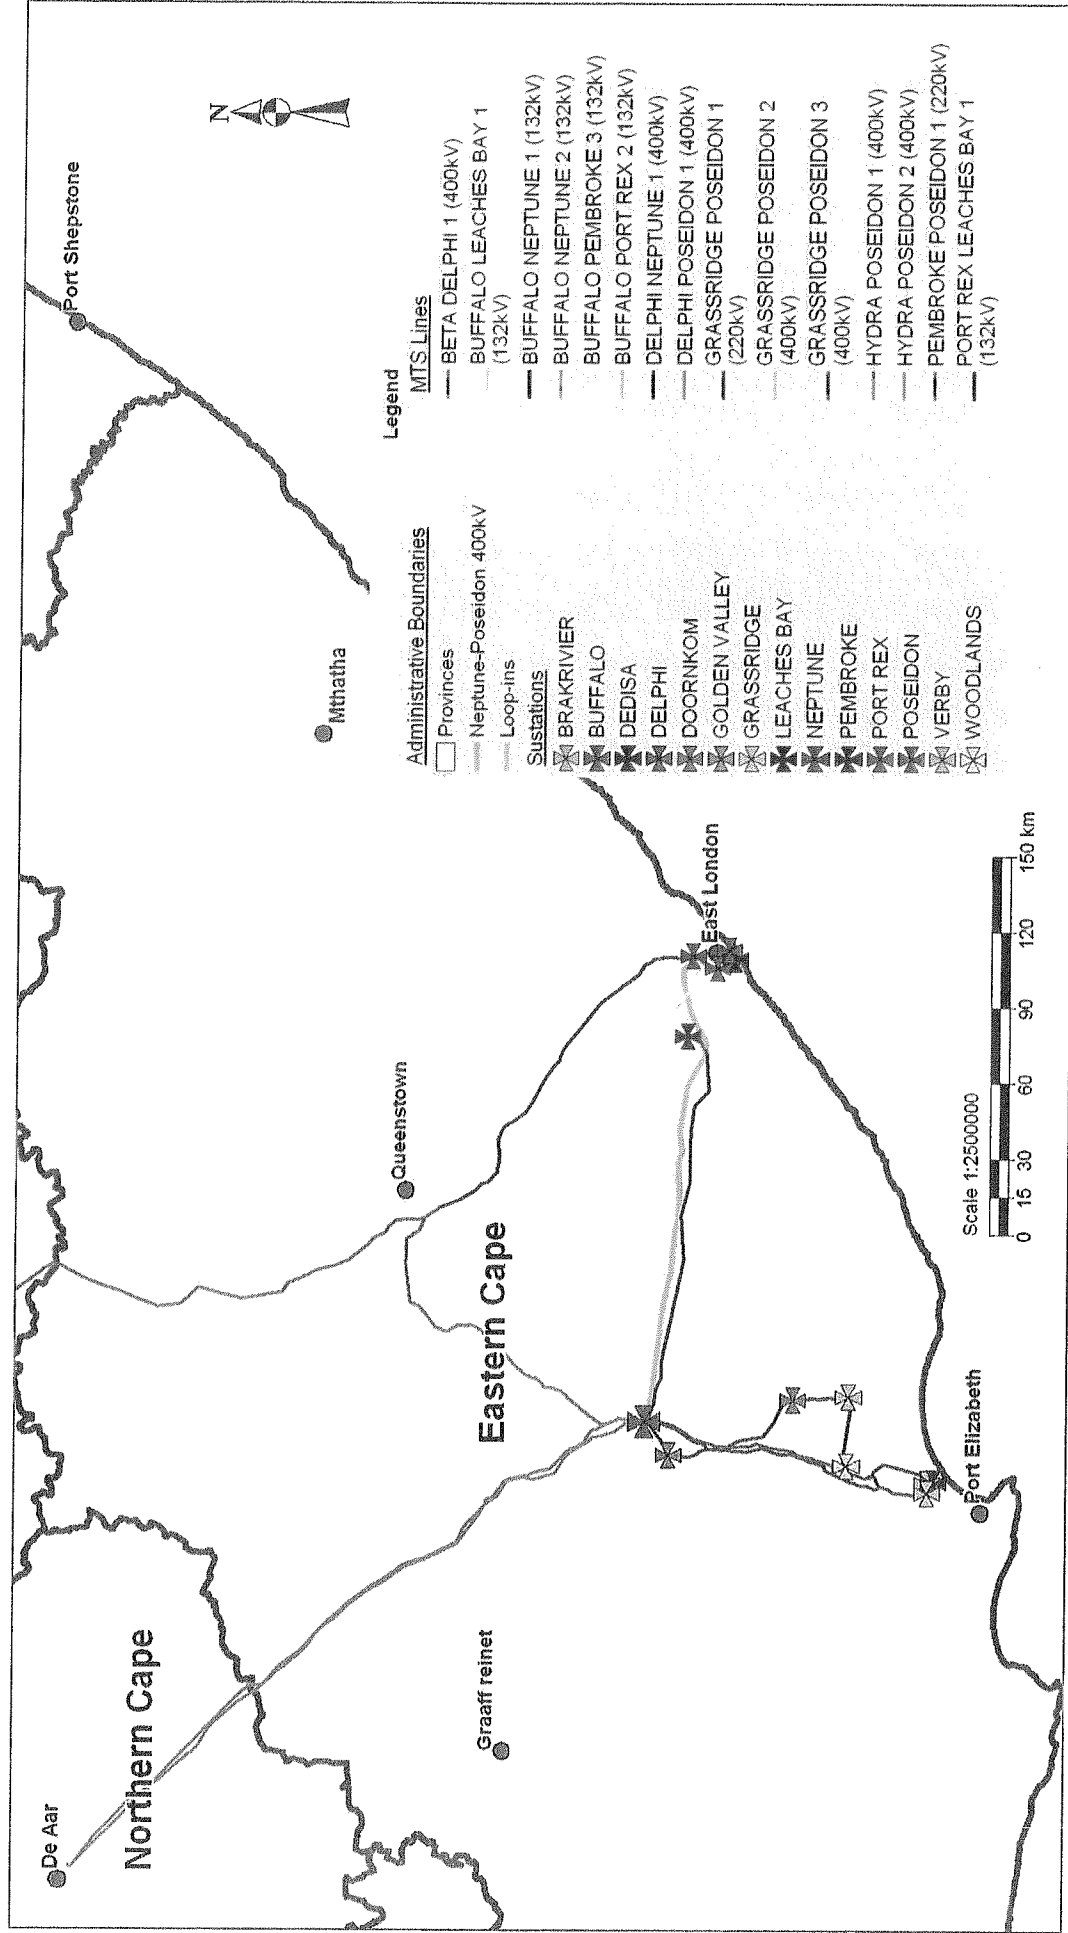 De Aar
Northern Cape
Graaff reinet
Port Elizabeth
Eastern Cape
Queenstown
East London
Mthatha
Port Shepstone
N
Scale 1:2500000
0 15 30 60 90 120 150 km
Legend
Administrative Boundaries
Provinces
Neptune-Poseidon 400kV
Loop-ins
Sustations
BRAKRIVIER
BUFFALO
DEDISA
DELPHI
DOORNKOM
GOLDEN VALLEY
GRASSRIDGE
LEACHES BAY
NEPTUNE
PEMBROKE
PORT REX
POSEIDON
VERBY
WOODLANDS
MTS Lines
BETA DELPHI 1 (400kV)
BUFFALO LEACHES BAY 1
(132kV)
BUFFALO NEPTUNE 1 (132kV)
BUFFALO NEPTUNE 2 (132kV)
BUFFALO PEMBROKE 3 (132kV)
BUFFALO PORT REX 2 (132kV)
DELPHI NEPTUNE 1 (400kV)
DELPHI POSEIDON 1 (400kV)
GRASSRIDGE POSEIDON 1
(220kV)
GRASSRIDGE POSEIDON 2
(400kV)
GRASSRIDGE POSEIDON 3
(400kV)
HYDRA POSEIDON 1 (400kV)
HYDRA POSEIDON 2 (400kV)
PEMBROKE POSEIDON 1 (220kV)
PORT REX LEACHES BAY 1
(132kV)